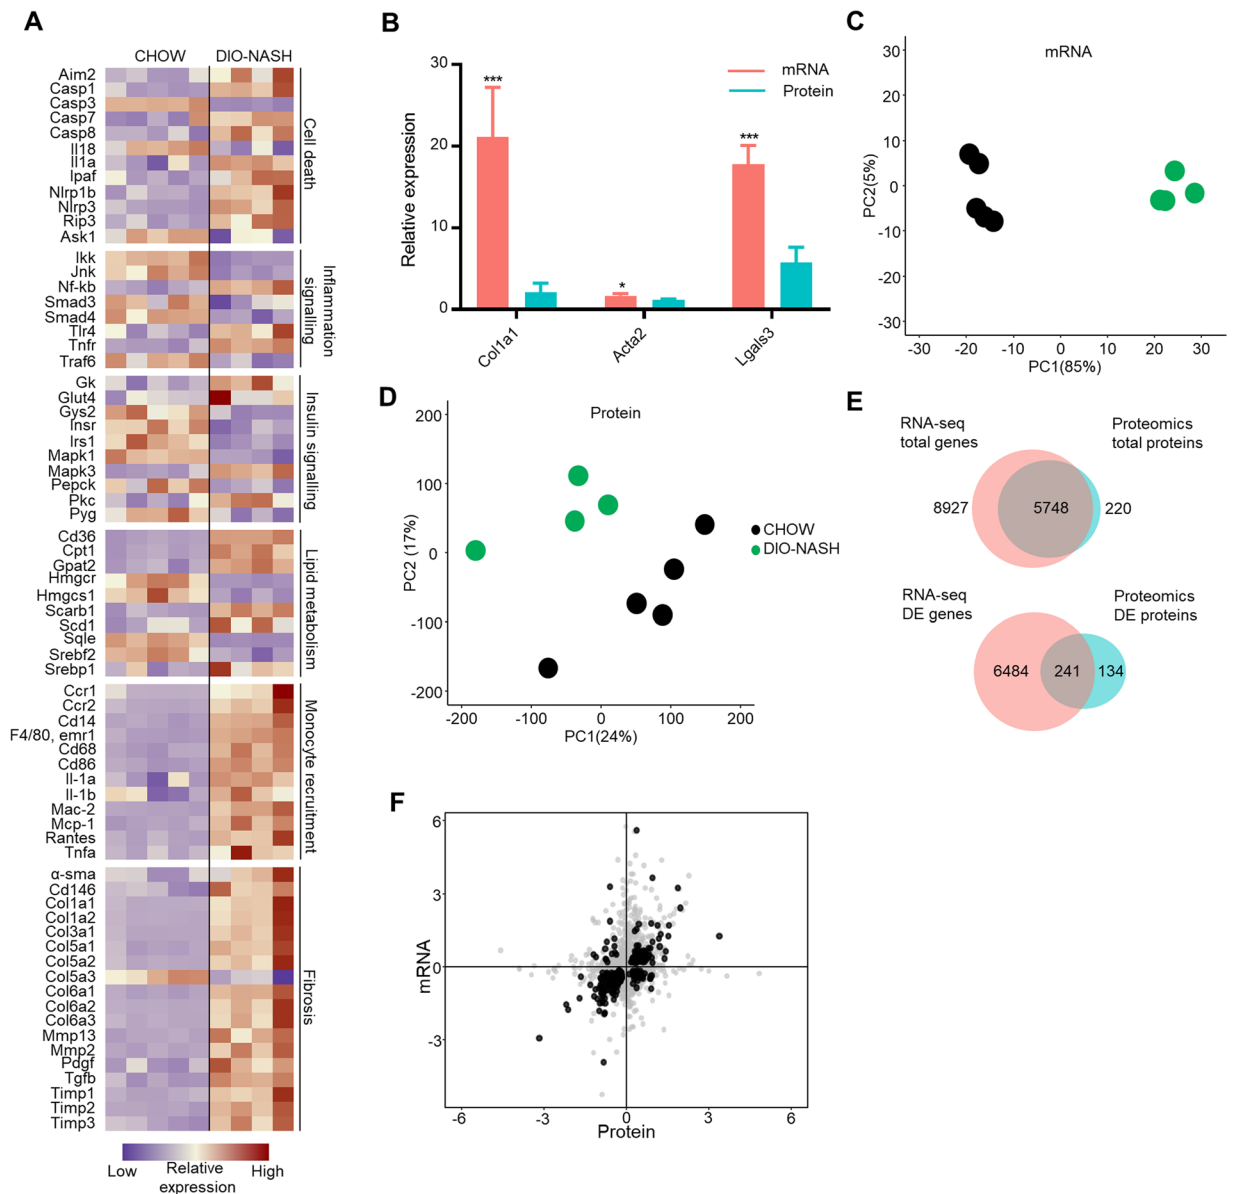 A
CHOW
DIO-NASH
Aim2
Casp1
Casp3
Casp7
Casp8
Il18
Il1a
Ipaf
Nlrp1b
Nlrp3
Rip3
Ask1
Cell death
Ikk
Jnk
Nf-kb
Smad3
Smad4
Tlr4
Tnfr
Traf6
Inflammation
signalling
Gk
Glut4
Gys2
Insr
Irs1
Mapk1
Mapk3
Pepck
Pkc
Pyg
Insulin signalling
Cd36
Cpt1
Gpat2
Hmgcr
Hmgcs1
Scarb1
Scd1
Sqle
Srebf2
Srebp1
Lipid metabolism
Ccr1
Ccr2
Cd14
F4/80, emr1
Cd68
Cd86
Il-1a
Il-1b
Mac-2
Mcp-1
Rantes
Tnfa
Monocyte recruitment
α-sma
Cd146
Col1a1
Col1a2
Col3a1
Col5a1
Col5a2
Col5a3
Col6a1
Col6a2
Col6a3
Mmp13
Mmp2
Pdgf
Tgfb
Timp1
Timp2
Timp3
Fibrosis
Low
Relative
expression
High
B
Relative expression
30
20
10
0
***
*
***
mRNA
Protein
Col1a1
Acta2
Lgals3
C
mRNA
PC2(5%)
30
20
10
0
-10
-20
-30
-30
-20
-10
0
10
20
30
PC1(85%)
D
Protein
PC2 (17%)
200
100
0
-100
-200
-200
-100
0
100
200
PC1(24%)
CHOW
DIO-NASH
E
RNA-seq
total genes
Proteomics
total proteins
8927
5748
220
RNA-seq
DE genes
Proteomics
DE proteins
6484
241
134
F
mRNA
6
3
0
-3
-6
-3
0
3
6
Protein